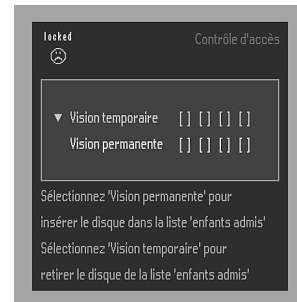 locked
Contrôle d'accès
▼ Vision temporaire [ ] [ ] [ ] [ ]
Vision permanente [ ] [ ] [ ] [ ]
Sélectionnez 'Vision permanente' pour
insérer le disque dans la liste 'enfants admis'
Sélectionnez 'Vision temporaire' pour
retirer le disque de la liste 'enfants admis'